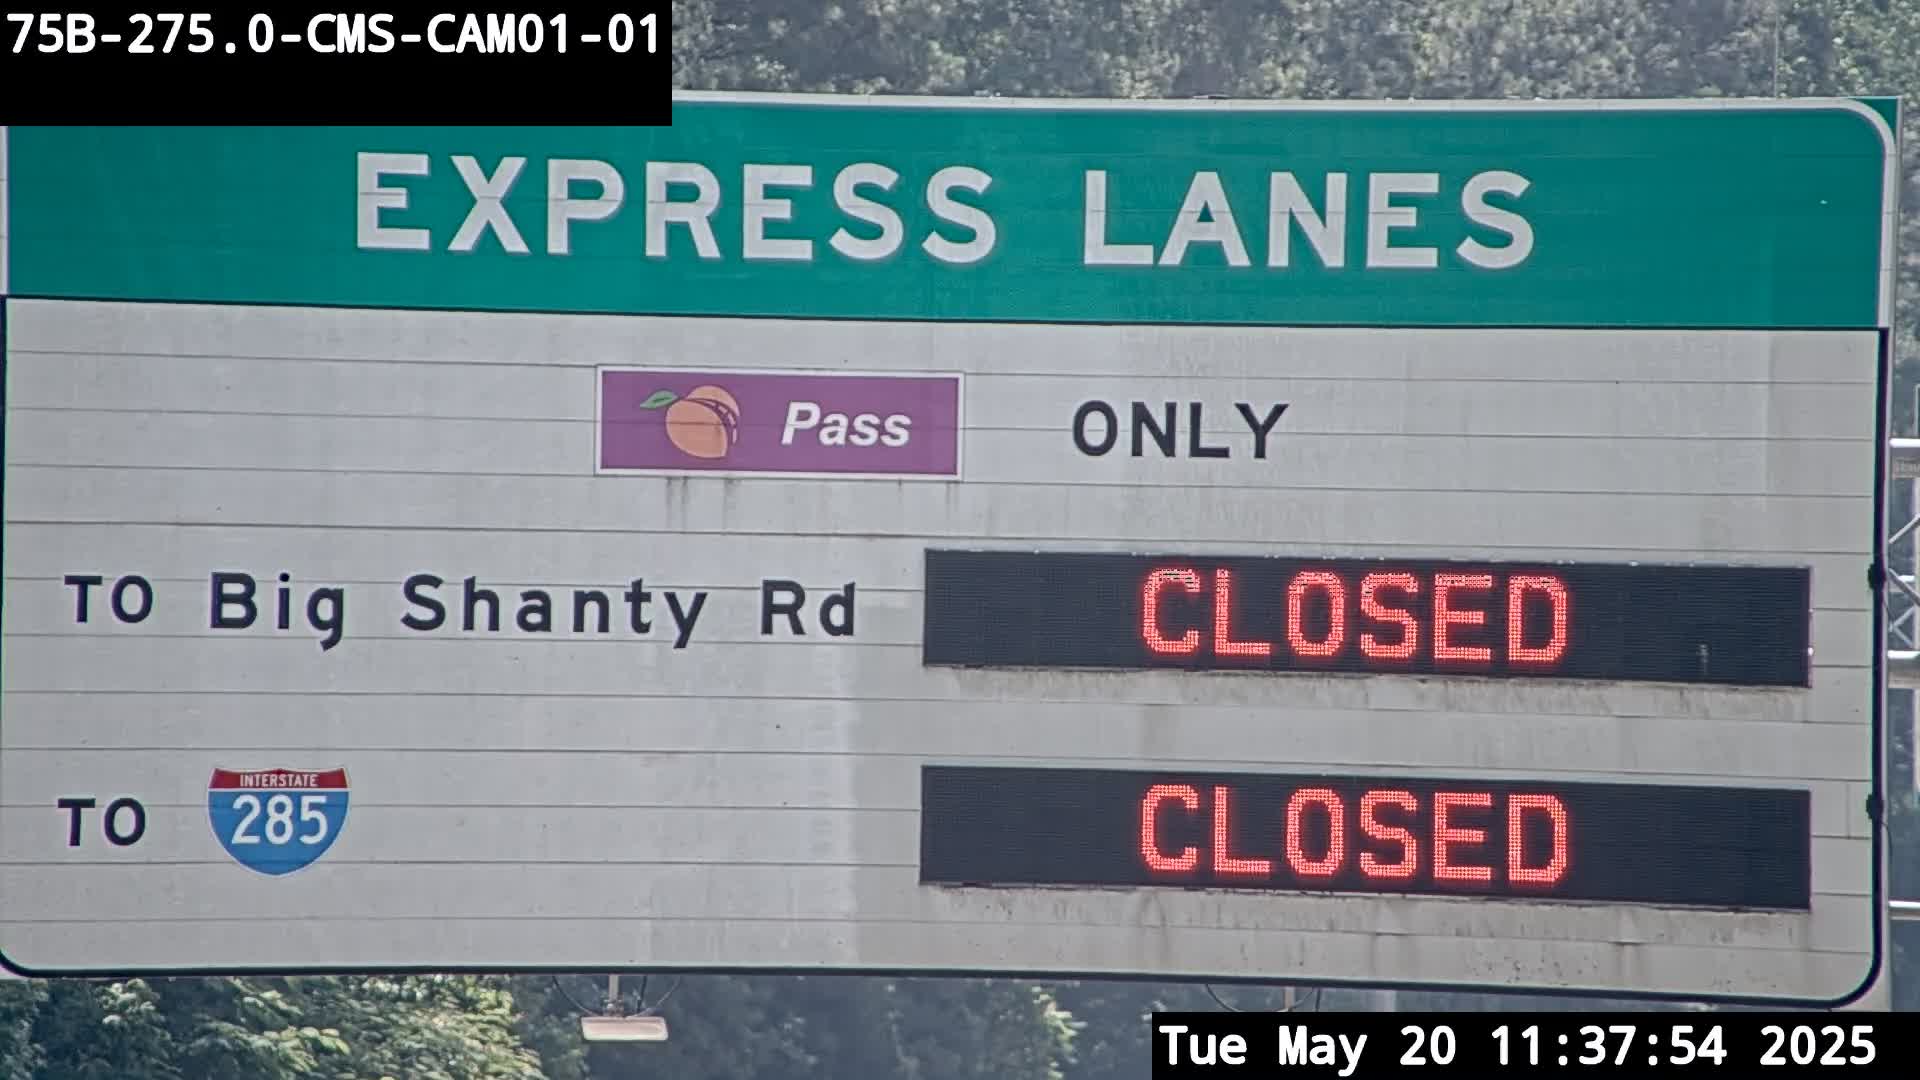 75B-275.0-CMS-CAM01-01
EXPRESS LANES
Pass ONLY
TO Big Shanty Rd CLOSED
TO INTERSTATE 285 CLOSED
Tue May 20 11:37:54 2025